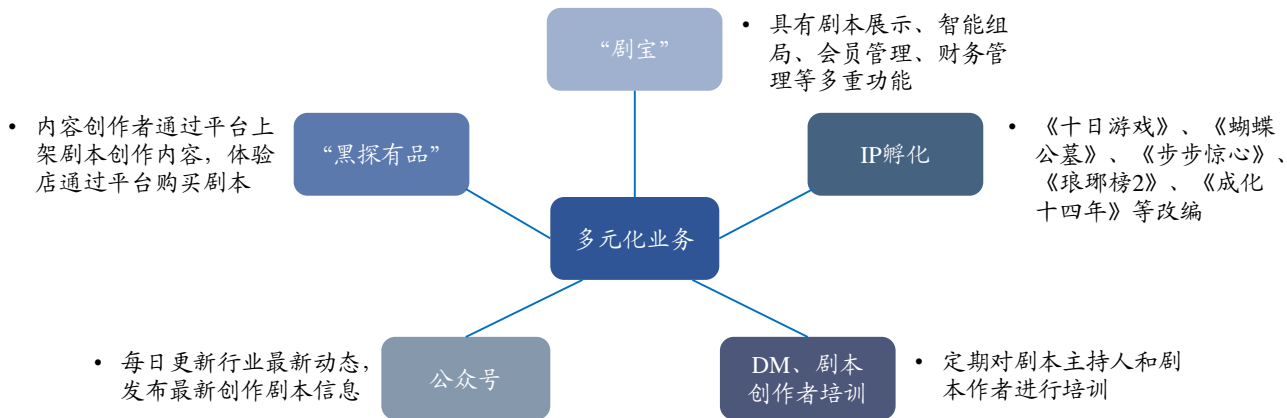 “剧宝”
• 具有剧本展示、智能组
局、会员管理、财务管
理等多重功能
• 内容创作者通过平台上
架剧本创作内容，体验
店通过平台购买剧本
“黑探有品”
IP孵化
• 《十日游戏》、《蝴蝶
公墓》、《步步惊心》、
《琅琊榜2》、《成化
十四年》等改编
多元化业务
• 每日更新行业最新动态，
发布最新创作剧本信息
公众号
DM、剧本
创作者培训
• 定期对剧本主持人和剧
本作者进行培训